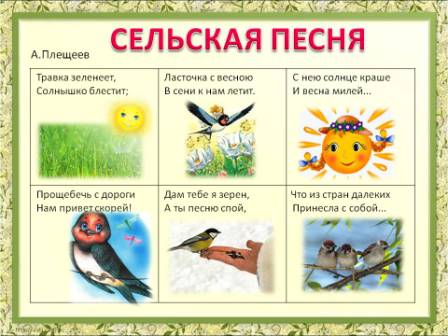 СЕЛЬСКАЯ ПЕСНЯ
А.Плещеев
Травка зеленеет,
Солнышко блестит;
Ласточка с весною
В сени к нам летит.
С нею солнце краше
И весна милей...
Прощебечь с дороги
Нам привет скорей!
Дам тебе я зерен,
А ты песню спой,
Что из стран далеких
Принесла с собой...